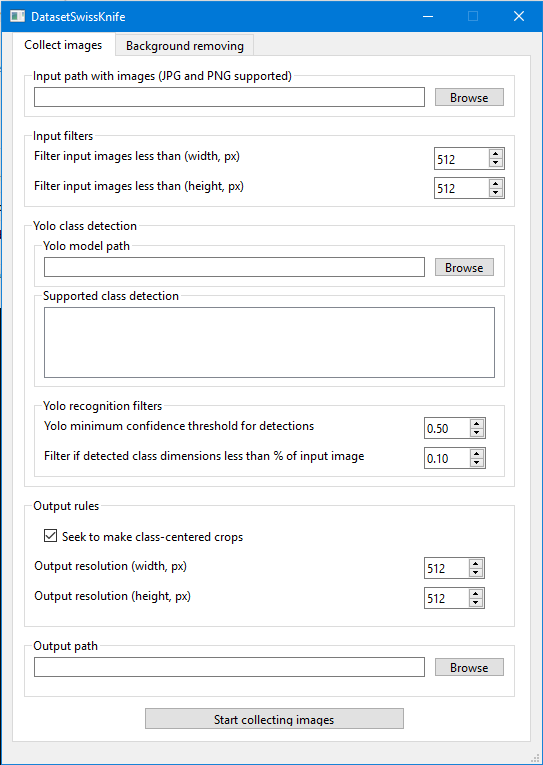 DatasetSwissKnife
Collect images
Background removing
Input path with images (JPG and PNG supported)
Browse
Input filters
Filter input images less than (width, px)
512
Filter input images less than (height, px)
512
Yolo class detection
Yolo model path
Browse
Supported class detection
Yolo recognition filters
Yolo minimum confidence threshold for detections
0.50
Filter if detected class dimensions less than % of input image
0.10
Output rules
Seek to make class-centered crops
Output resolution (width, px)
512
Output resolution (height, px)
512
Output path
Browse
Start collecting images